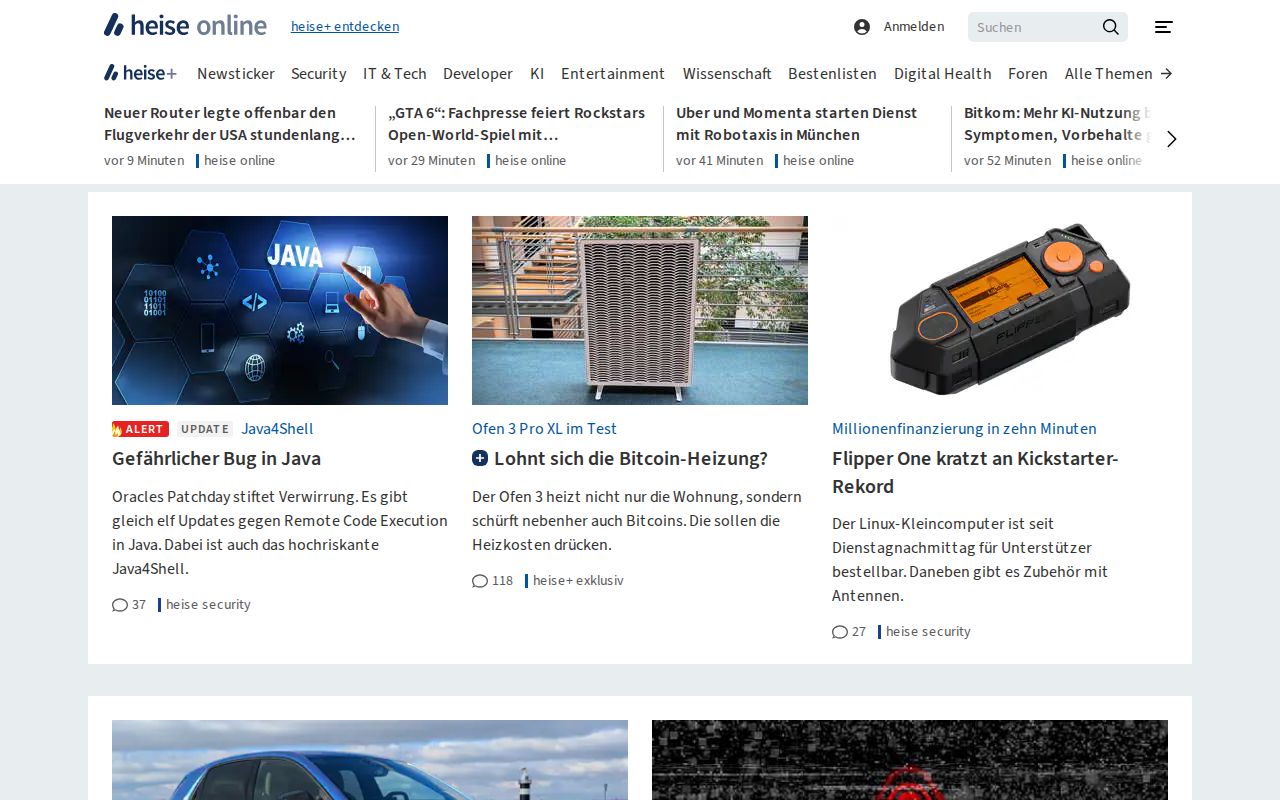 heise online
heise+ entdecken
Anmelden
Suchen
heise+
Newsticker
Security
IT & Tech
Developer
KI
Entertainment
Wissenschaft
Bestenlisten
Digital Health
Foren
Alle Themen
Neuer Router legte offenbar den
Flugverkehr der USA stundenlang…
vor 9 Minuten
heise online
„GTA 6“: Fachpresse feiert Rockstars
Open-World-Spiel mit…
vor 29 Minuten
heise online
Uber und Momenta starten Dienst
mit Robotaxis in München
vor 41 Minuten
heise online
Bitkom: Mehr KI-Nutzung
Symptomen, Vorbehalte
vor 52 Minuten
heise online
JAVA
10100
01101
11011
01001
</>
FLIPPER
ALERT
UPDATE
Java4Shell
Gefährlicher Bug in Java
Oracles Patchday stiftet Verwirrung. Es gibt
gleich elf Updates gegen Remote Code Execution
in Java. Dabei ist auch das hochriskante
Java4Shell.
37
heise security
Ofen 3 Pro XL im Test
Lohnt sich die Bitcoin-Heizung?
Der Ofen 3 heizt nicht nur die Wohnung, sondern
schürft nebenher auch Bitcoins. Die sollen die
Heizkosten drücken.
118
heise+ exklusiv
Millionenfinanzierung in zehn Minuten
Flipper One kratzt an Kickstarter-
Rekord
Der Linux-Kleincomputer ist seit
Dienstagnachmittag für Unterstützer
bestellbar. Daneben gibt es Zubehör mit
Antennen.
27
heise security